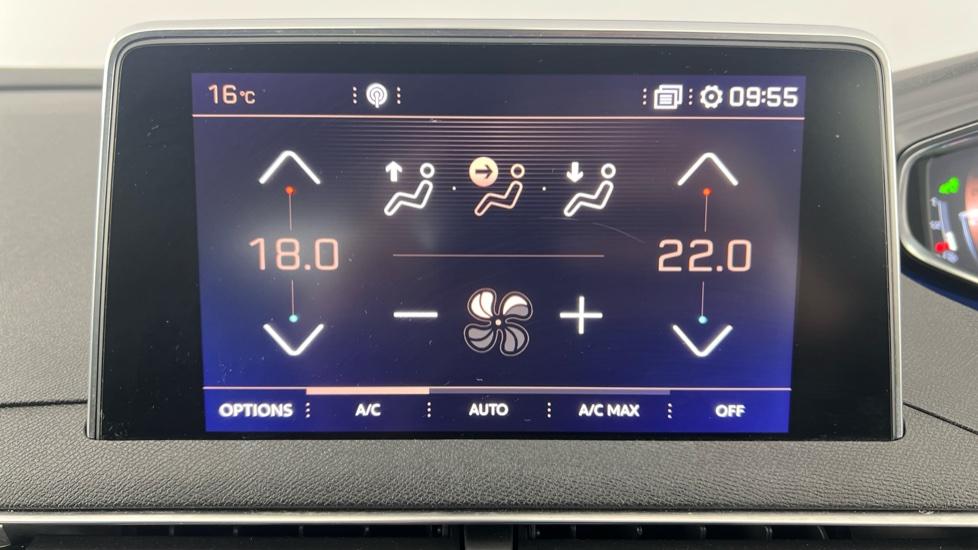 16°C 09:55
18.0 22.0
OPTIONS A/C AUTO A/C MAX OFF